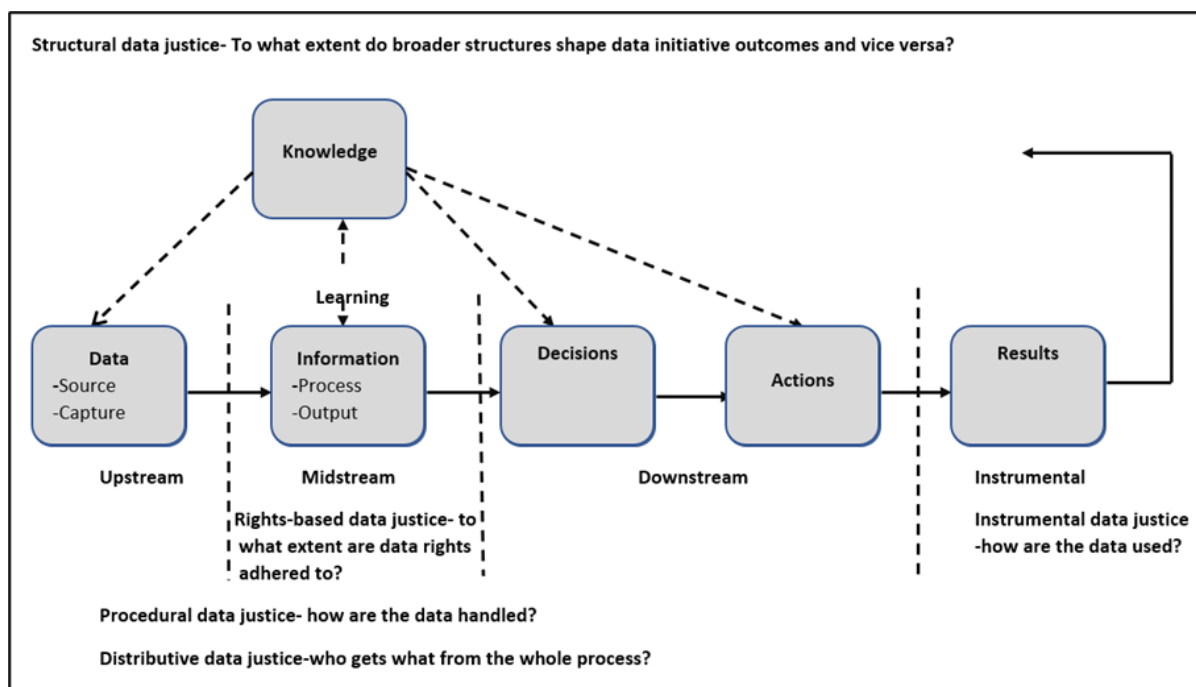 Structural data justice- To what extent do broader structures shape data initiative outcomes and vice versa?
Knowledge
Learning
Data
-Source
-Capture
Information
-Process
-Output
Decisions
Actions
Results
Upstream
Midstream
Downstream
Instrumental
Rights-based data justice- to
what extent are data rights
adhered to?
Instrumental data justice
-how are the data used?
Procedural data justice- how are the data handled?
Distributive data justice-who gets what from the whole process?